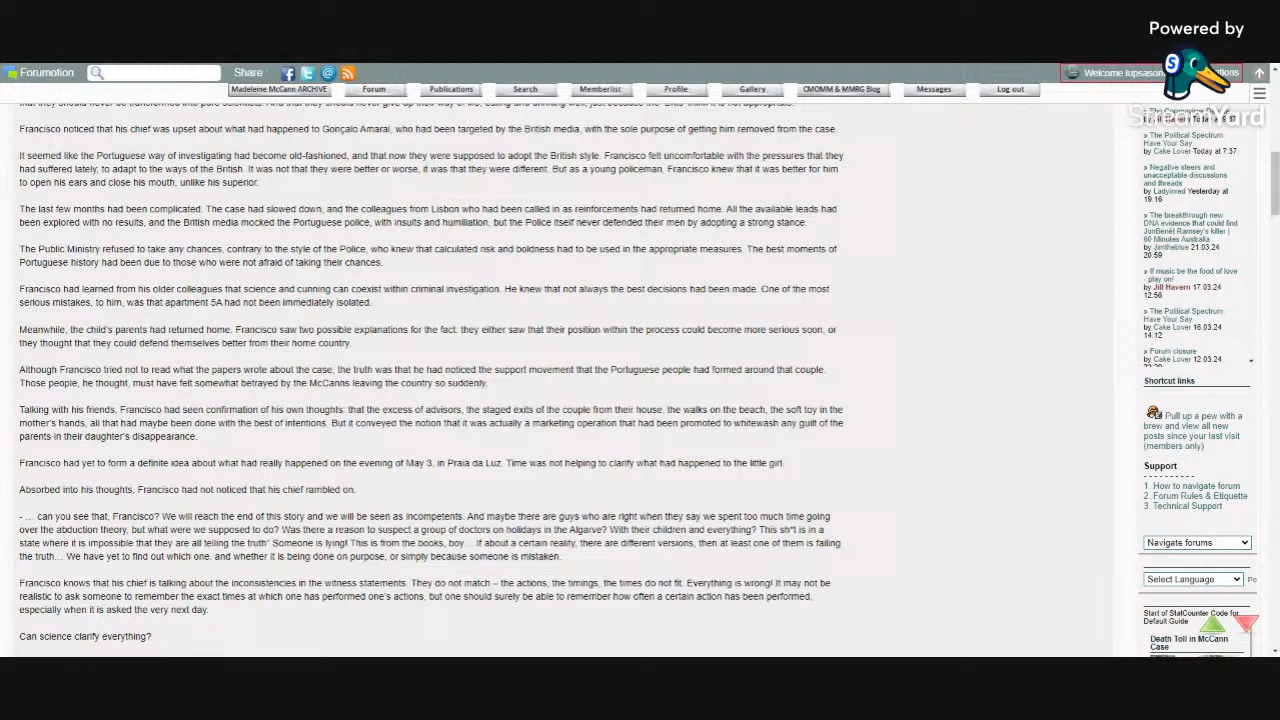 Powered by
StreamYard
Forumotion
Share
Welcome lupsason
Madeleine McCann ARCHIVE
Forum
Publications
Search
Memberlist
Profile
Gallery
CMOMM & MMRG Blog
Messages
Log out
Francisco noticed that his chief was upset about what had happened to Gonçalo Amaral, who had been targeted by the British media, with the sole purpose of getting him removed from the case.
It seemed like the Portuguese way of investigating had become old-fashioned, and that now they were supposed to adopt the British style. Francisco felt uncomfortable with the pressures that they
had suffered lately, to adapt to the ways of the British. It was not that they were better or worse, it was that they were different. But as a young policeman, Francisco knew that it was better for him
to open his ears and close his mouth, unlike his superior.
The last few months had been complicated. The case had slowed down, and the colleagues from Lisbon who had been called in as reinforcements had returned home. All the available leads had
been explored with no results, and the British media mocked the Portuguese police, with insults and humiliation, but the Police itself never defended their men by adopting a strong stance.
The Public Ministry refused to take any chances, contrary to the style of the Police, who knew that calculated risk and boldness had to be used in the appropriate measures. The best moments of
Portuguese history had been due to those who were not afraid of taking their chances.
Francisco had learned from his older colleagues that science and cunning can coexist within criminal investigation. He knew that not always the best decisions had been made. One of the most
serious mistakes, to him, was that apartment 5A had not been immediately isolated.
Meanwhile, the child's parents had returned home. Francisco saw two possible explanations for the fact: they either saw that their position within the process could become more serious soon, or
they thought that they could defend themselves better from their home country.
Although Francisco tried not to read what the papers wrote about the case, the truth was that he had noticed the support movement that the Portuguese people had formed around that couple.
Those people, he thought, must have felt somewhat betrayed by the McCanns leaving the country so suddenly.
Talking with his friends, Francisco had seen confirmation of his own thoughts: that the excess of advisors, the staged exits of the couple from their house, the walks on the beach, the soft toy in the
mother's hands, all that had maybe been done with the best of intentions. But it conveyed the notion that it was actually a marketing operation that had been promoted to whitewash any guilt of the
parents in their daughter's disappearance.
Francisco had yet to form a definite idea about what had really happened on the evening of May 3, in Praia da Luz. Time was not helping to clarify what had happened to the little girl.
Absorbed into his thoughts, Francisco had not noticed that his chief rambled on.
- ... can you see that, Francisco? We will reach the end of this story and we will be seen as incompetents. And maybe there are guys who are right when they say we spent too much time going
over the abduction theory, but what were we supposed to do? Was there a reason to suspect a group of doctors on holidays in the Algarve? With their children and everything? This sh*t is in a
state where it is impossible that they are all telling the truth" Someone is lying! This is from the books, boy... If about a certain reality, there are different versions, then at least one of them is failing
the truth... We have yet to find out which one, and whether it is being done on purpose, or simply because someone is mistaken.
Francisco knows that his chief is talking about the inconsistencies in the witness statements. They do not match – the actions, the timings, the times do not fit. Everything is wrong! It may not be
realistic to ask someone to remember the exact times at which one has performed one's actions, but one should surely be able to remember how often a certain action has been performed,
especially when it is asked the very next day.
Can science clarify everything?
» The Political Spectrum
Have Your Say
by Cake Lover Today at 7:37
» Negative steers and
unacceptable discussions
and threads
by Ladyinred Yesterday at
19:16
» The breakthrough new
DNA evidence that could find
JonBenét Ramsey's killer |
60 Minutes Australia
by Jimtheblue 21.03.24
20:59
» If music be the food of love
- play on!
by Jill Havern 17.03.24
12:56
» The Political Spectrum
Have Your Say
by Cake Lover 16.03.24
14:12
» Forum closure
by Cake Lover 12.03.24
Shortcut links
Pull up a pew with a
brew and view all new
posts since your last visit
(members only)
Support
1. How to navigate forum
2. Forum Rules & Etiquette
3. Technical Support
Navigate forums
Select Language
Po
Start of StatCounter Code for
Default Guide
Death Toll in McCann
Case